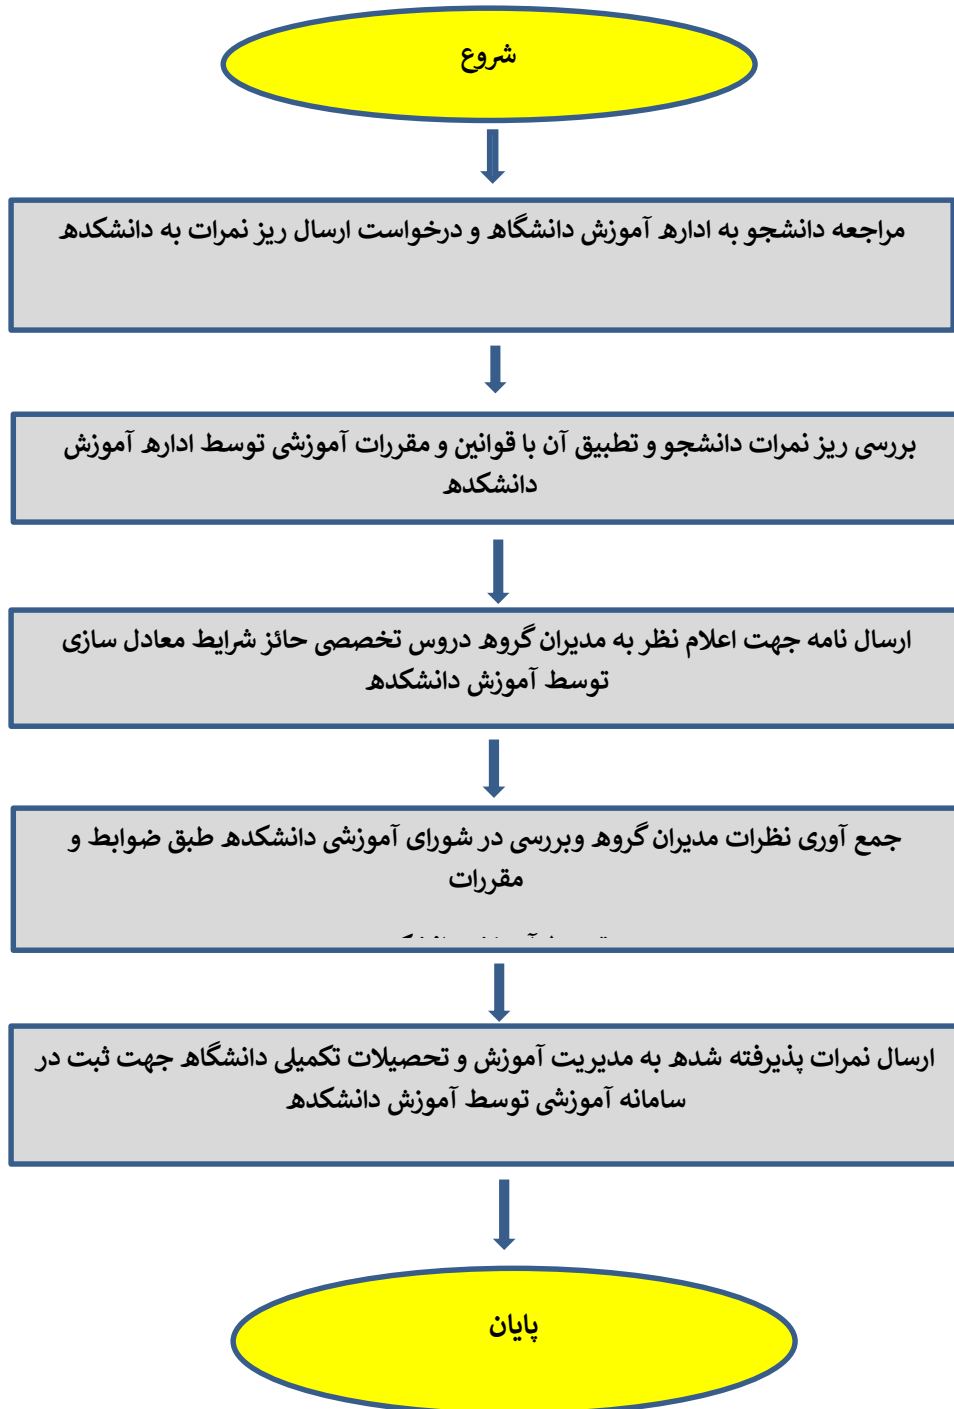 شروع
مراجعه دانشجو به اداره آموزش دانشگاه و درخواست ارسال ریز نمرات به دانشکده
بررسی ریز نمرات دانشجو و تطبیق آن با قوانین و مقررات آموزشی توسط اداره آموزش
دانشکده
ارسال نامه جهت اعلام نظر به مدیران گروه دروس تخصصی حائز شرایط معادل سازی
توسط آموزش دانشکده
جمع آوری نظرات مدیران گروه وبررسی در شورای آموزشی دانشکده طبق ضوابط و
مقررات
ارسال نمرات پذیرفته شده به مدیریت آموزش و تحصیلات تکمیلی دانشگاه جهت ثبت در
سامانه آموزشی توسط آموزش دانشکده
پایان